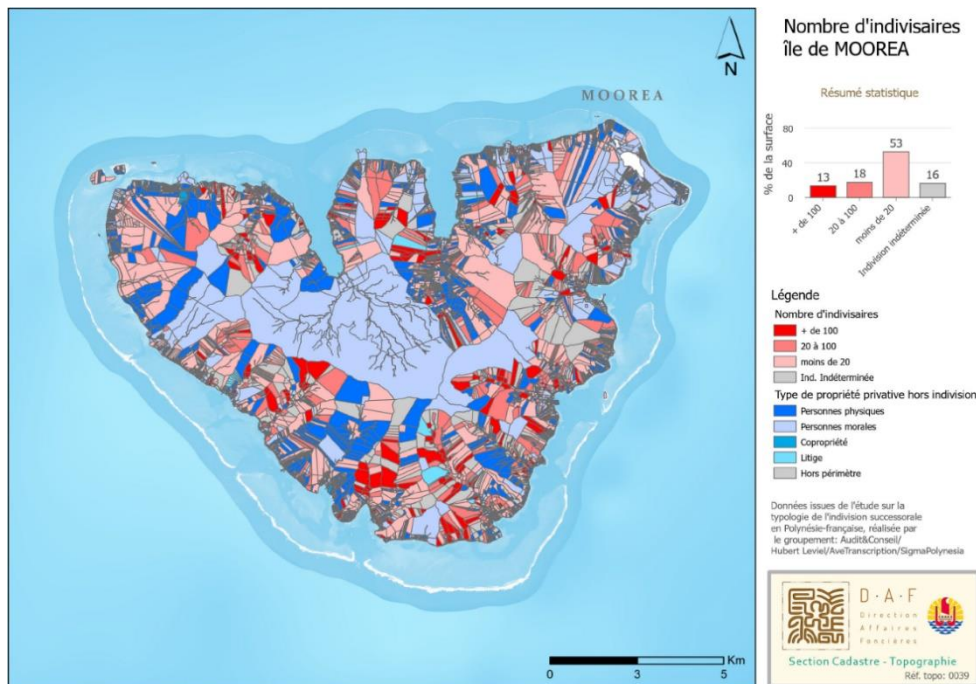 Nombre d'indivisaires
île de MOOREA
Résumé statistique
% de la surface
80
40
0
13
18
53
16
+ de 100
20 à 100
moins de 20
Indivision indéterminée
Légende
Nombre d'indivisaires
+ de 100
20 à 100
moins de 20
Ind. Indéterminée
Type de propriété privative hors indivision
Personnes physiques
Personnes morales
Copropriété
Litige
Hors périmètre
Données issues de l'étude sur la
typologie de l'indivision successorale
en Polynésie-française, réalisée par
le groupement: Audit&Conseil/
Hubert Leviel/AveTranscription/SigmaPolynesia
D · A · F
Direction
Affaires
Foncières
Section Cadastre - Topographie
Réf. topo: 0039
N
MOOREA
Km
0
3
5